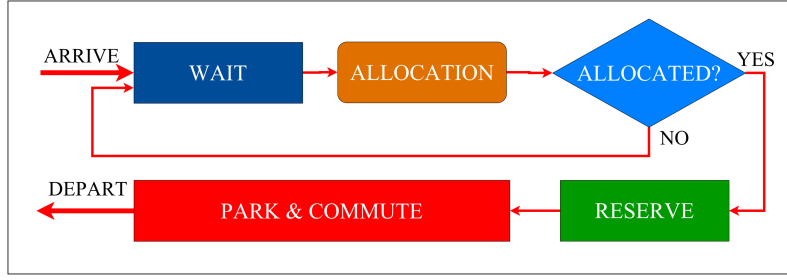 ARRIVE
WAIT
ALLOCATION
ALLOCATED?
YES
NO
DEPART
PARK & COMMUTE
RESERVE